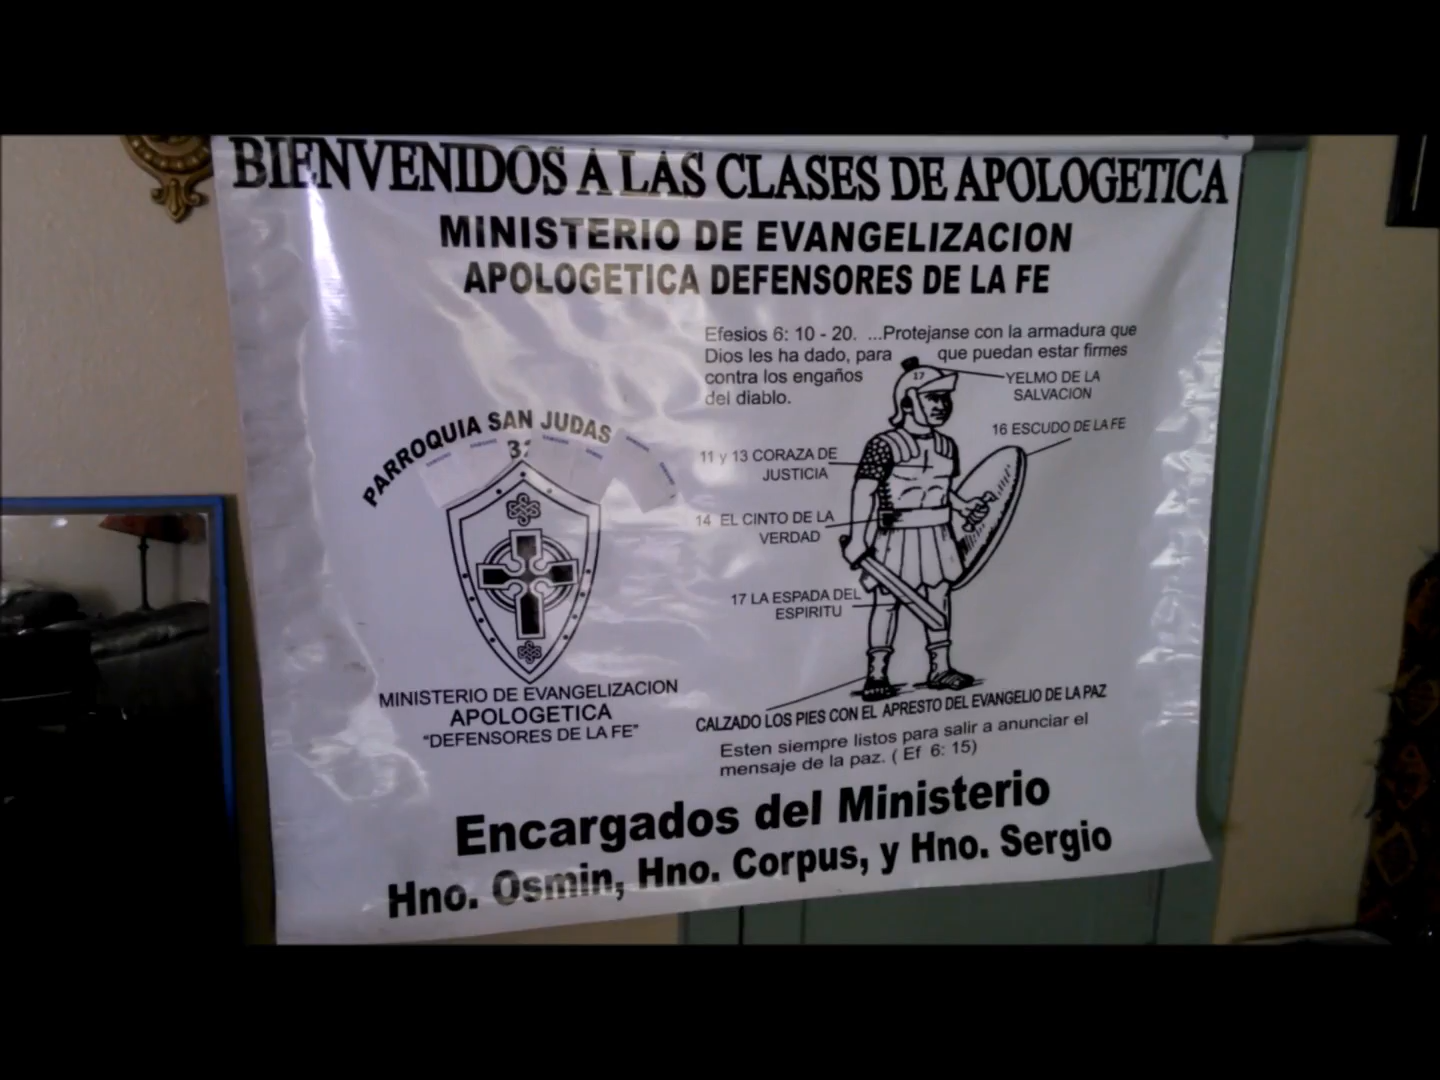 BIENVENIDOS A LAS CLASES DE APOLOGETICA
MINISTERIO DE EVANGELIZACION
APOLOGETICA DEFENSORES DE LA FE
Efesios 6: 10 - 20. ...Protejanse con la armadura que
Dios les ha dado, para que puedan estar firmes
contra los engaños
del diablo.
17
YELMO DE LA
SALVACION
16 ESCUDO DE LA FE
11 y 13 CORAZA DE
JUSTICIA
14 EL CINTO DE LA
VERDAD
17 LA ESPADA DEL
ESPIRITU
CALZADO LOS PIES CON EL APRESTO DEL EVANGELIO DE LA PAZ
Esten siempre listos para salir a anunciar el
mensaje de la paz. ( Ef 6: 15)
PARROQUIA SAN JUDAS
MINISTERIO DE EVANGELIZACION
APOLOGETICA
“DEFENSORES DE LA FE”
Encargados del Ministerio
Hno. Osmin, Hno. Corpus, y Hno. Sergio